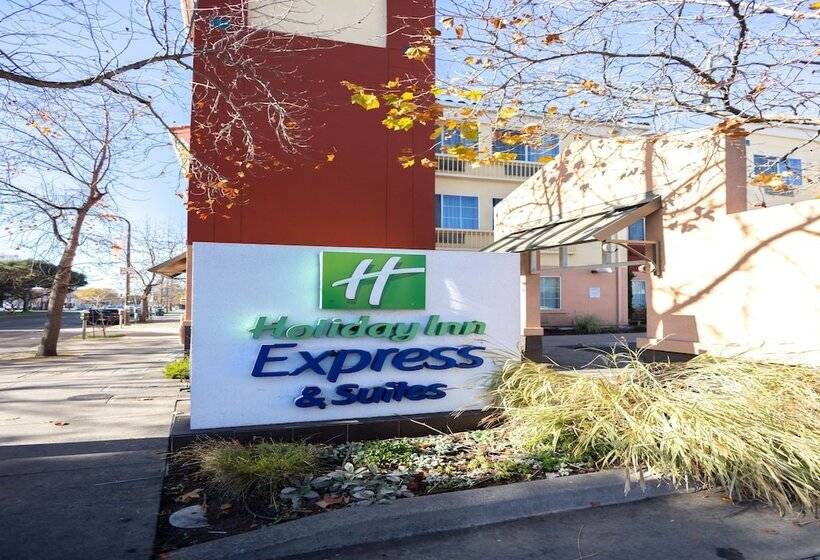 H
Holiday Inn
Express
& Suites